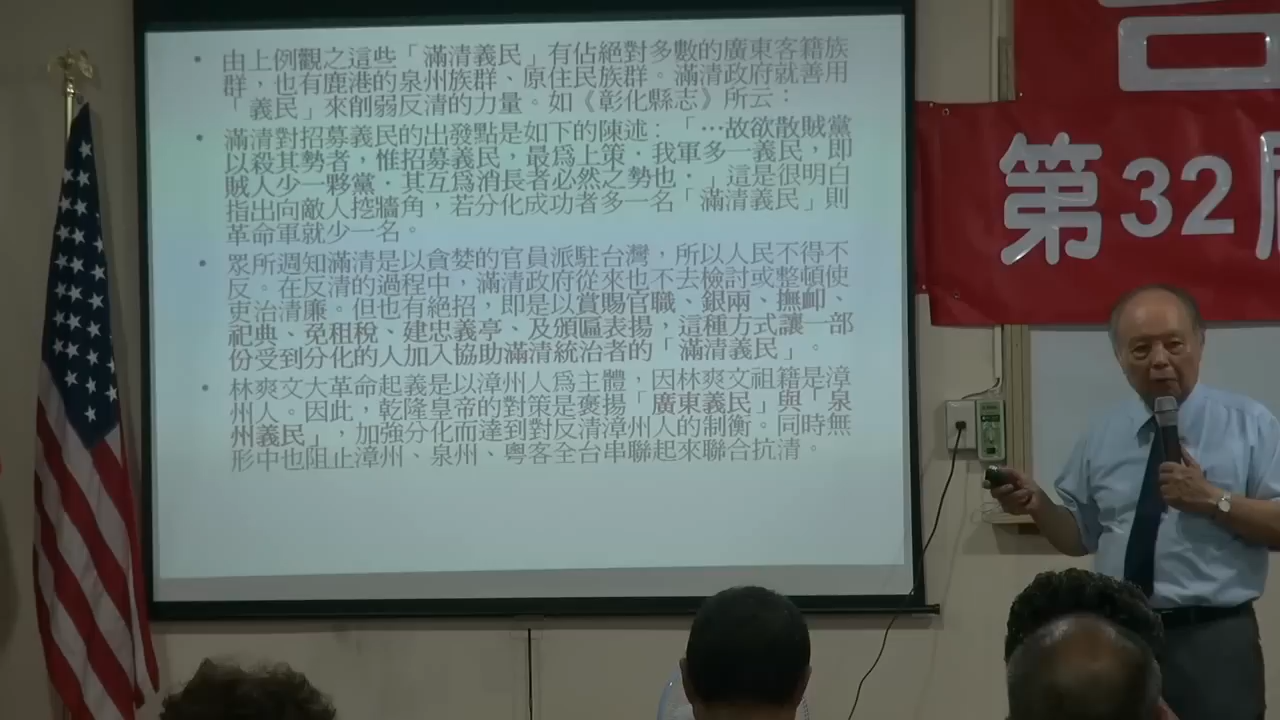 • 由上例觀之這些「滿清義民」有佔絕對多數的廣東客籍族
群，也有鹿港的泉州族群、原住民族群。滿清政府就善用
「義民」來削弱反清的力量。如《彰化縣志》所云：
• 滿清對招募義民的出發點是如下的陳述：「…故欲散賊黨
以殺其勢者，惟招募義民，最爲上策．我軍多一義民，即
賊人少一夥黨．其互爲消長者必然之勢也．」這是很明白
指出向敵人挖牆角，若分化成功者多一名「滿清義民」則
革命軍就少一名。
• 眾所週知滿清是以貪婪的官員派駐台灣，所以人民不得不
反。在反清的過程中，滿清政府從來也不去檢討或整頓使
吏治清廉。但也有絕招，即是以賞賜官職、銀兩、撫卹、
祀典、免租稅、建忠義亭、及頒匾表揚，這種方式讓一部
份受到分化的人加入協助滿清統治者的「滿清義民」。
• 林爽文大革命起義是以漳州人爲主體，因林爽文祖籍是漳
州人。因此，乾隆皇帝的對策是褒揚「廣東義民」與「泉
州義民」，加強分化而達到對反清漳州人的制衡。同時無
形中也阻止漳州、泉州、粵客全台串聯起來聯合抗清。
第32